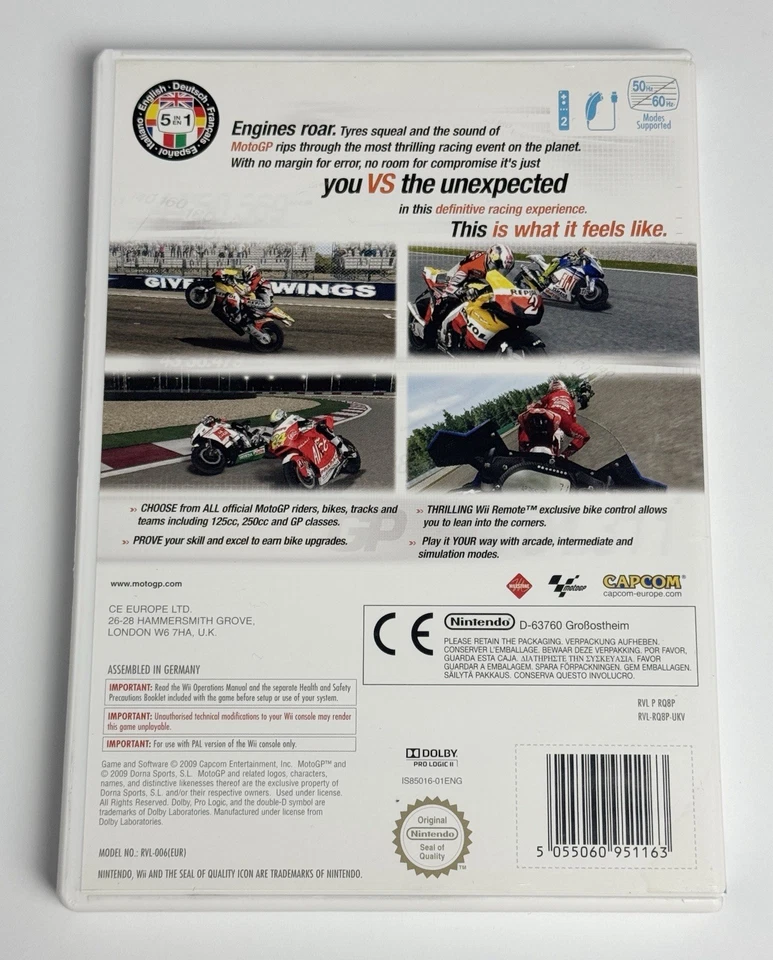 English · Deutsch · Français · Español · Italiano
5 IN 1
EN
50Hz
60Hz
Modes
Supported
2
Engines roar. Tyres squeal and the sound of
MotoGP rips through the most thrilling racing event on the planet.
With no margin for error, no room for compromise it's just
you VS the unexpected
in this definitive racing experience.
This is what it feels like.
GIVE
WINGS
REPSOL
» CHOOSE from ALL official MotoGP riders, bikes, tracks and
teams including 125cc, 250cc and GP classes.
» PROVE your skill and excel to earn bike upgrades.
» THRILLING Wii Remote™ exclusive bike control allows
you to lean into the corners.
» Play it YOUR way with arcade, intermediate and
simulation modes.
www.motogp.com
Milestone
MotoGP
CAPCOM®
capcom-europe.com
CE EUROPE LTD.
26-28 HAMMERSMITH GROVE,
LONDON W6 7HA, U.K.
CE
Nintendo® D-63760 Großostheim
PLEASE RETAIN THE PACKAGING. VERPACKUNG AUFHEBEN.
CONSERVER L'EMBALLAGE. BEWAAR DEZE VERPAKKING. POR FAVOR,
GUARDA ESTA CAJA. ΔΙΑΤΗΡΗΣΤΕ ΤΗΝ ΣΥΣΚΕΥΑΣΙΑ. FAVOR
GUARDAR A EMBALAGEM. SPARA FÖRPACKNINGEN. GEM EMBALLAGEN.
SÄILYTÄ PAKKAUS. CONSERVA QUESTO INVOLUCRO.
ASSEMBLED IN GERMANY
IMPORTANT: Read the Wii Operations Manual and the separate Health and Safety
Precautions Booklet included with the game before setup or use of your system.
IMPORTANT: Unauthorised technical modifications to your Wii console may render
this game unplayable.
IMPORTANT: For use with PAL version of the Wii console only.
RVL P RQ8P
RVL-RQ8P-UKV
Game and Software © 2009 Capcom Entertainment, Inc. MotoGP™ and
© 2009 Dorna Sports, S.L. MotoGP and related logos, characters,
names, and distinctive likenesses thereof are the exclusive property of
Dorna Sports, S.L. and/or their respective owners. Used under license.
All Rights Reserved. Dolby, Pro Logic, and the double-D symbol are
trademarks of Dolby Laboratories. Manufactured under license from
Dolby Laboratories.
DOLBY
PRO LOGIC II
IS85016-01ENG
Original
Nintendo®
Seal of
Quality
TM
5 055060 951163
MODEL NO.: RVL-006(EUR)
NINTENDO, Wii AND THE SEAL OF QUALITY ICON ARE TRADEMARKS OF NINTENDO.